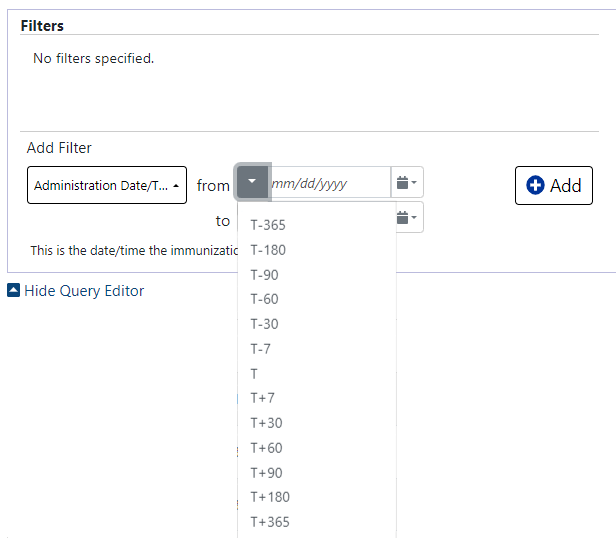 Filters
No filters specified.
Add Filter
Administration Date/T... from mm/dd/yyyy Add
to
This is the date/time the
Hide Query Editor
T-365
T-180
T-90
T-60
T-30
T-7
T
T+7
T+30
T+60
T+90
T+180
T+365